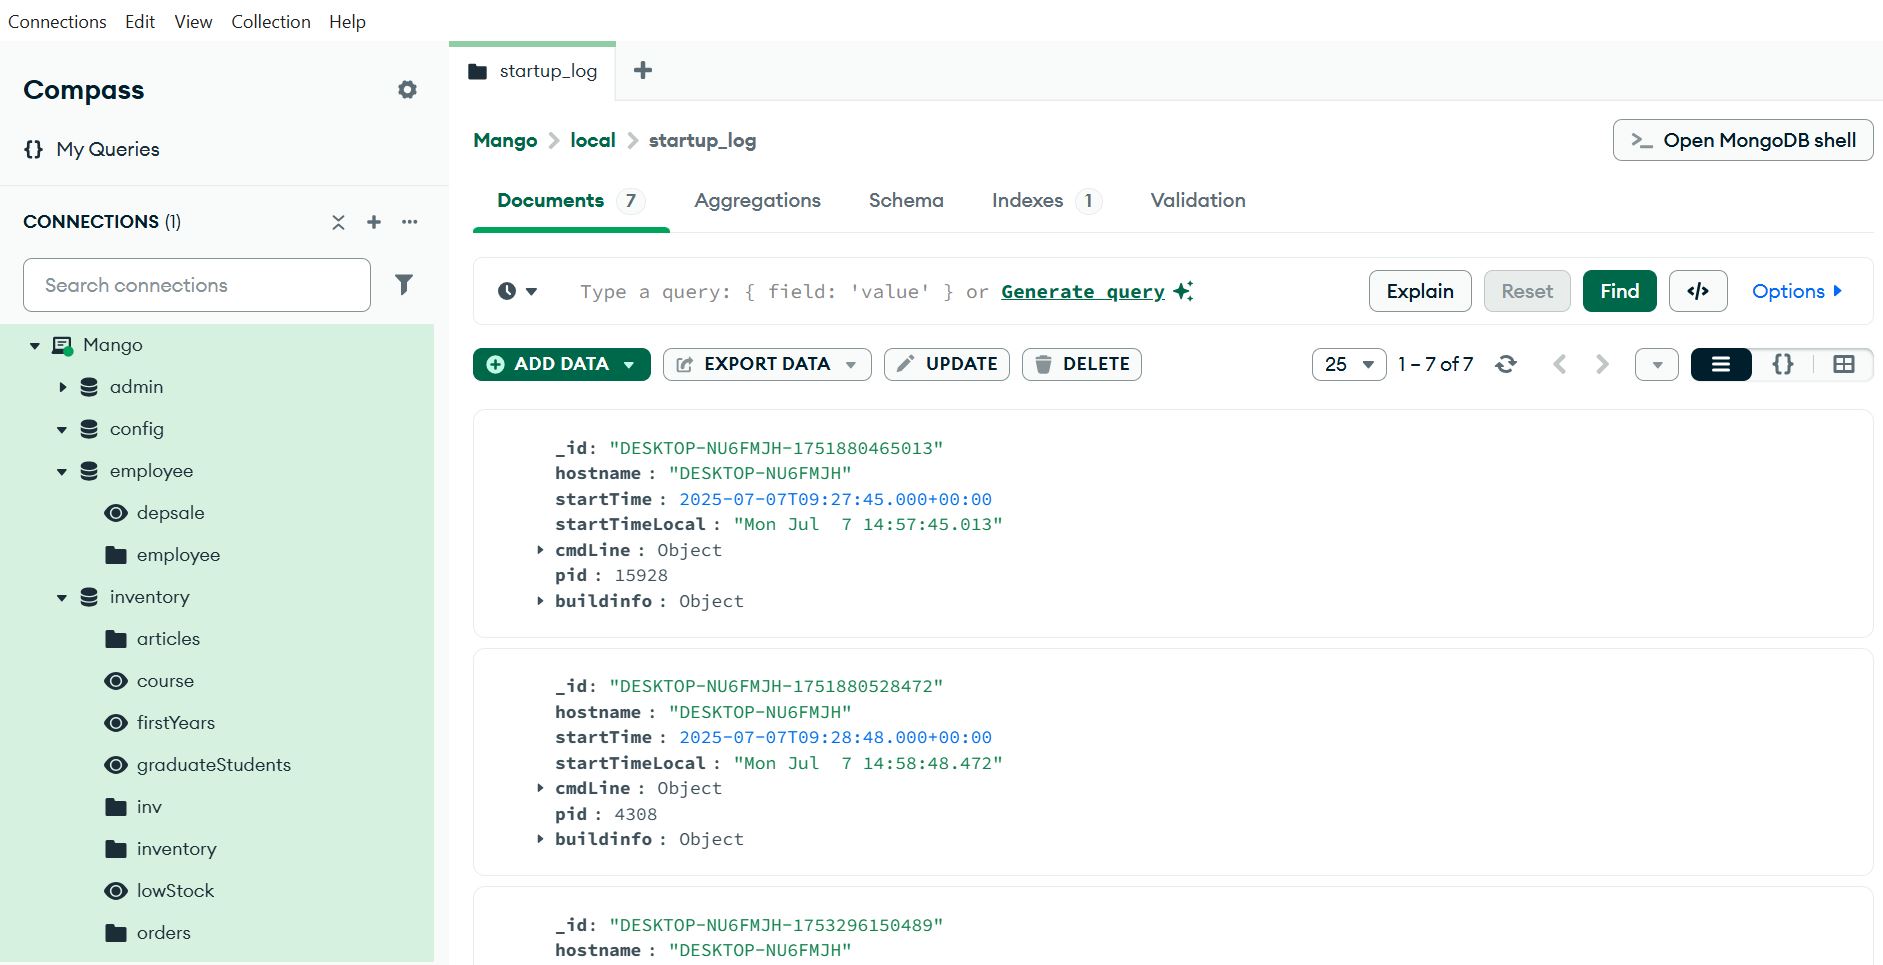 Connections Edit View Collection Help
Compass
{} My Queries
CONNECTIONS (1)
Search connections
Mango
admin
config
employee
depsale
employee
inventory
articles
course
firstYears
graduateStudents
inv
inventory
lowStock
orders
startup_log
Mango > local > startup_log
>_ Open MongoDB shell
Documents 7 Aggregations Schema Indexes 1 Validation
Type a query: { field: 'value' } or Generate query
Explain Reset Find </> Options
ADD DATA EXPORT DATA UPDATE DELETE
25 1 – 7 of 7 {}
_id: "DESKTOP-NU6FMJH-1751880465013"
hostname : "DESKTOP-NU6FMJH"
startTime : 2025-07-07T09:27:45.000+00:00
startTimeLocal : "Mon Jul  7 14:57:45.013"
cmdLine : Object
pid : 15928
buildinfo : Object
_id: "DESKTOP-NU6FMJH-1751880528472"
hostname : "DESKTOP-NU6FMJH"
startTime : 2025-07-07T09:28:48.000+00:00
startTimeLocal : "Mon Jul  7 14:58:48.472"
cmdLine : Object
pid : 4308
buildinfo : Object
_id: "DESKTOP-NU6FMJH-1753296150489"
hostname : "DESKTOP-NU6FMJH"